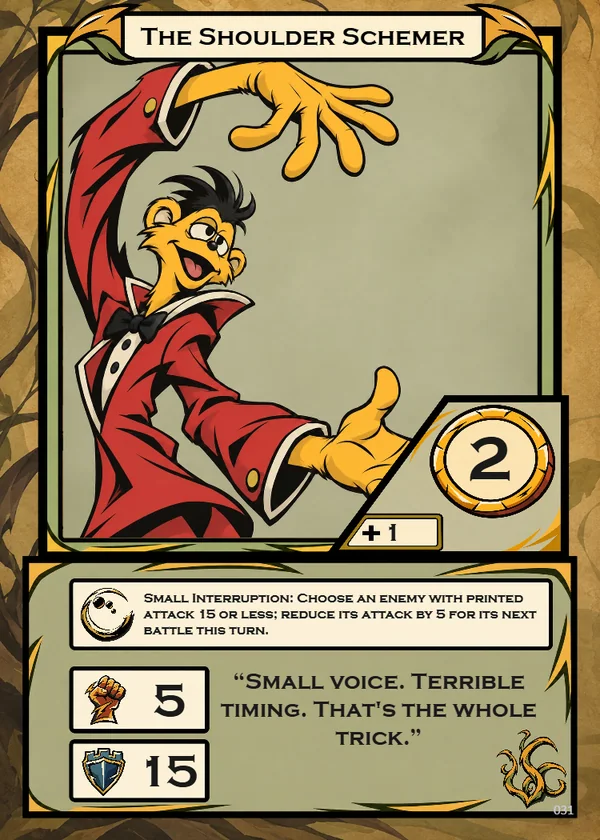 The Shoulder Schemer
2
+ 1
Small Interruption: Choose an enemy with printed
attack 15 or less; reduce its attack by 5 for its next
battle this turn.
5
“Small voice. Terrible
timing. That's the whole
trick.”
15
031